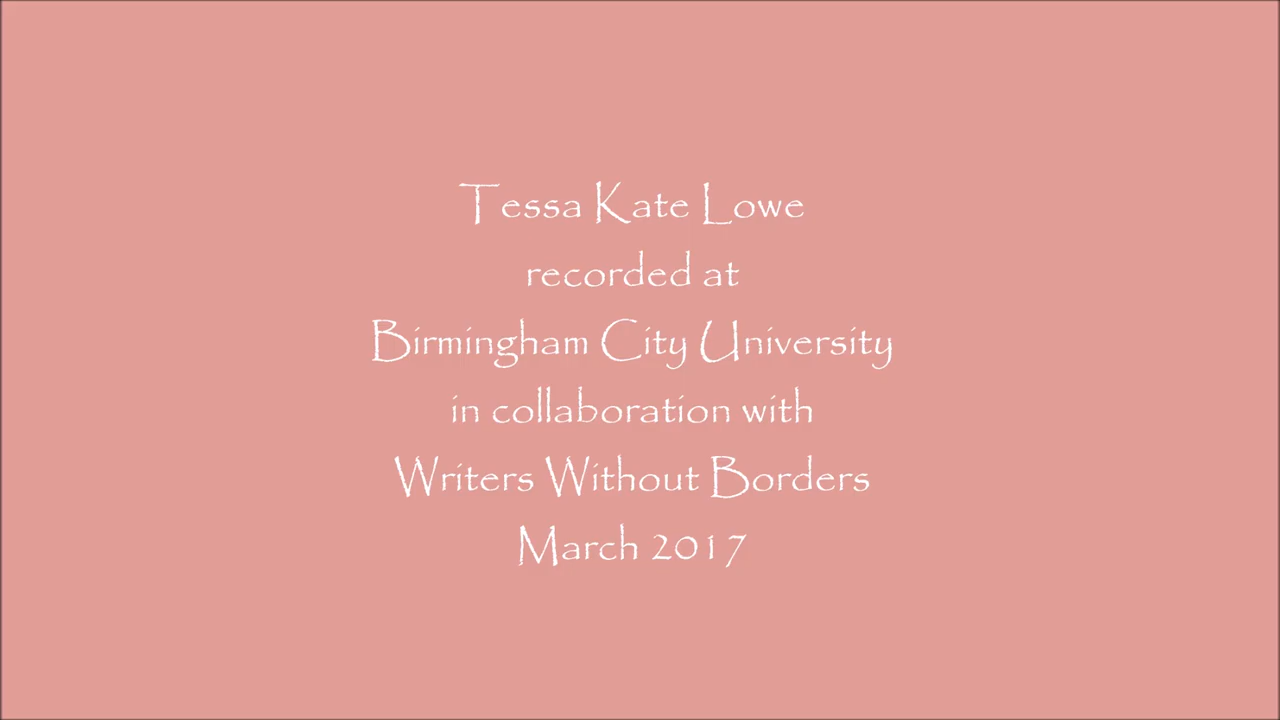 Tessa Kate Lowe
recorded at
Birmingham City University
in collaboration with
Writers Without Borders
March 2017